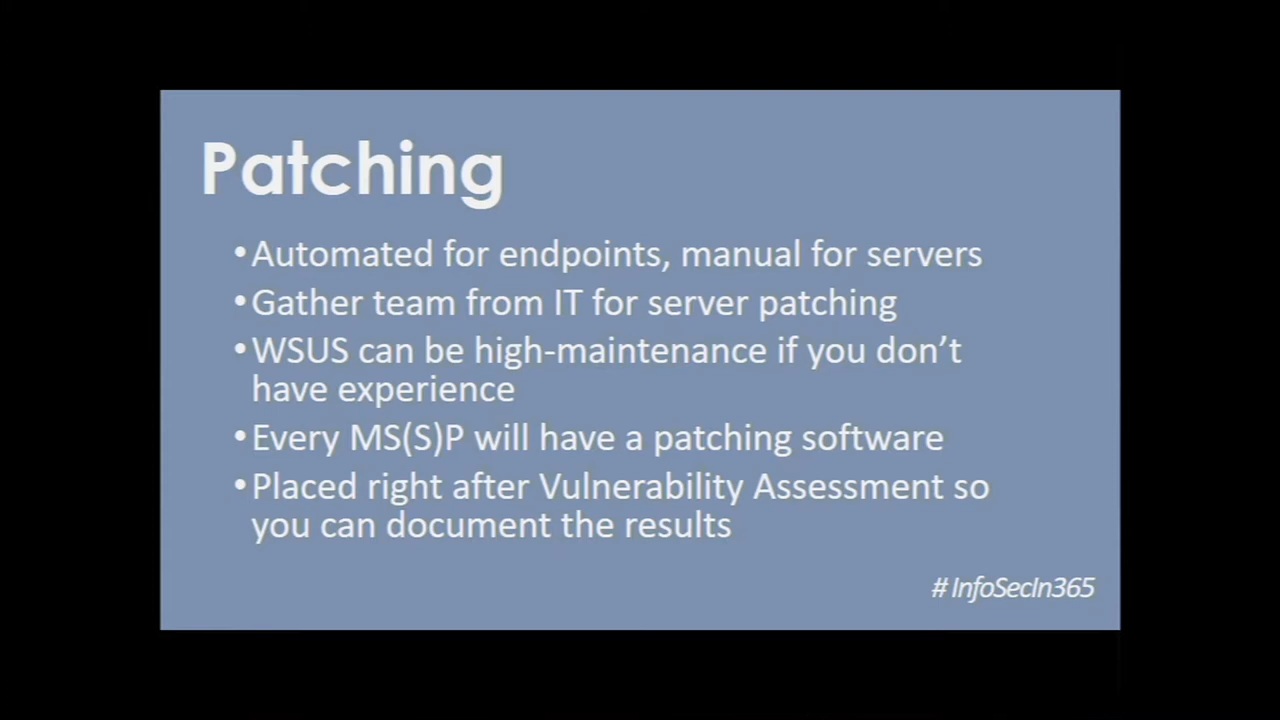 Patching
•Automated for endpoints, manual for servers
•Gather team from IT for server patching
•WSUS can be high-maintenance if you don’t
have experience
•Every MS(S)P will have a patching software
•Placed right after Vulnerability Assessment so
you can document the results
# InfoSecIn365